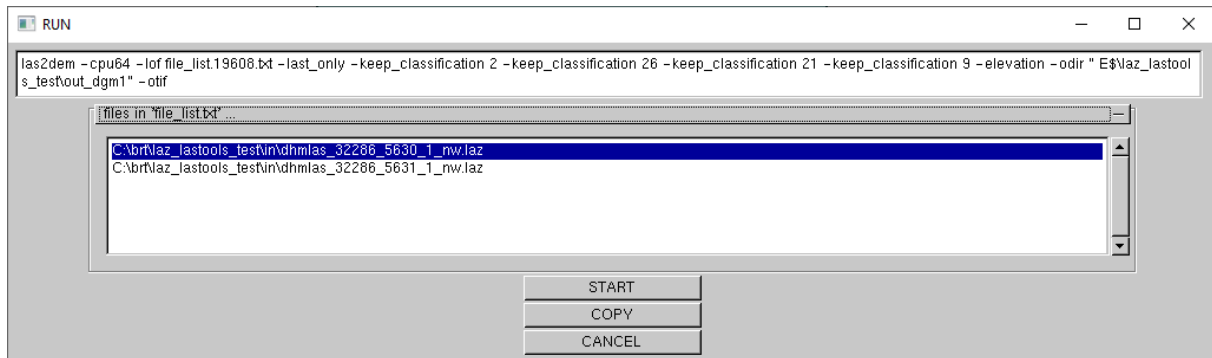 RUN
las2dem -cpu64 -lof file_list.19608.txt -last_only -keep_classification 2 -keep_classification 26 -keep_classification 21 -keep_classification 9 -elevation -odir " E$\laz_lastool
s_test\out_dgm1" -otif
files in 'file_list.txt' ...
C:\brt\laz_lastools_test\in\dhmlas_32286_5630_1_nw.laz
C:\brt\laz_lastools_test\in\dhmlas_32286_5631_1_nw.laz
START
COPY
CANCEL